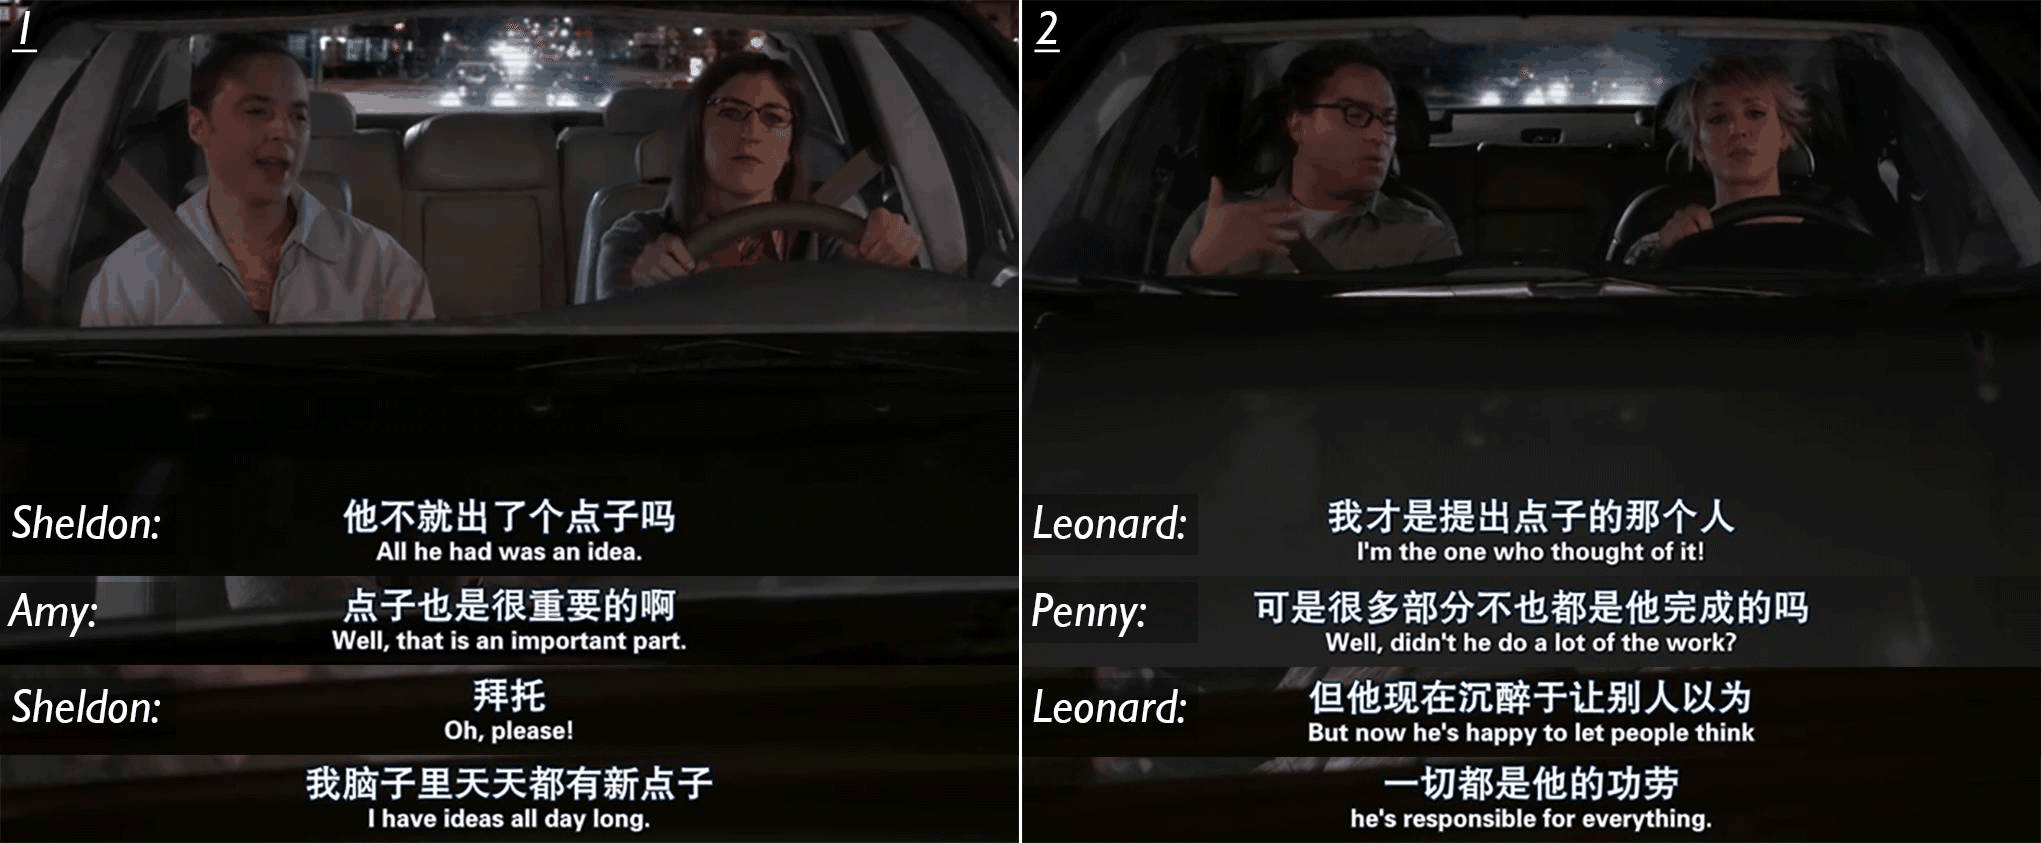 1
Sheldon:
他不就出了个点子吗
All he had was an idea.
Amy:
点子也是很重要的啊
Well, that is an important part.
Sheldon:
拜托
Oh, please!
我脑子里天天都有新点子
I have ideas all day long.
2
Leonard:
我才是提出点子的那个人
I'm the one who thought of it!
Penny:
可是很多部分不也都是他完成的吗
Well, didn't he do a lot of the work?
Leonard:
但他现在沉醉于让别人以为
But now he's happy to let people think
一切都是他的功劳
he's responsible for everything.